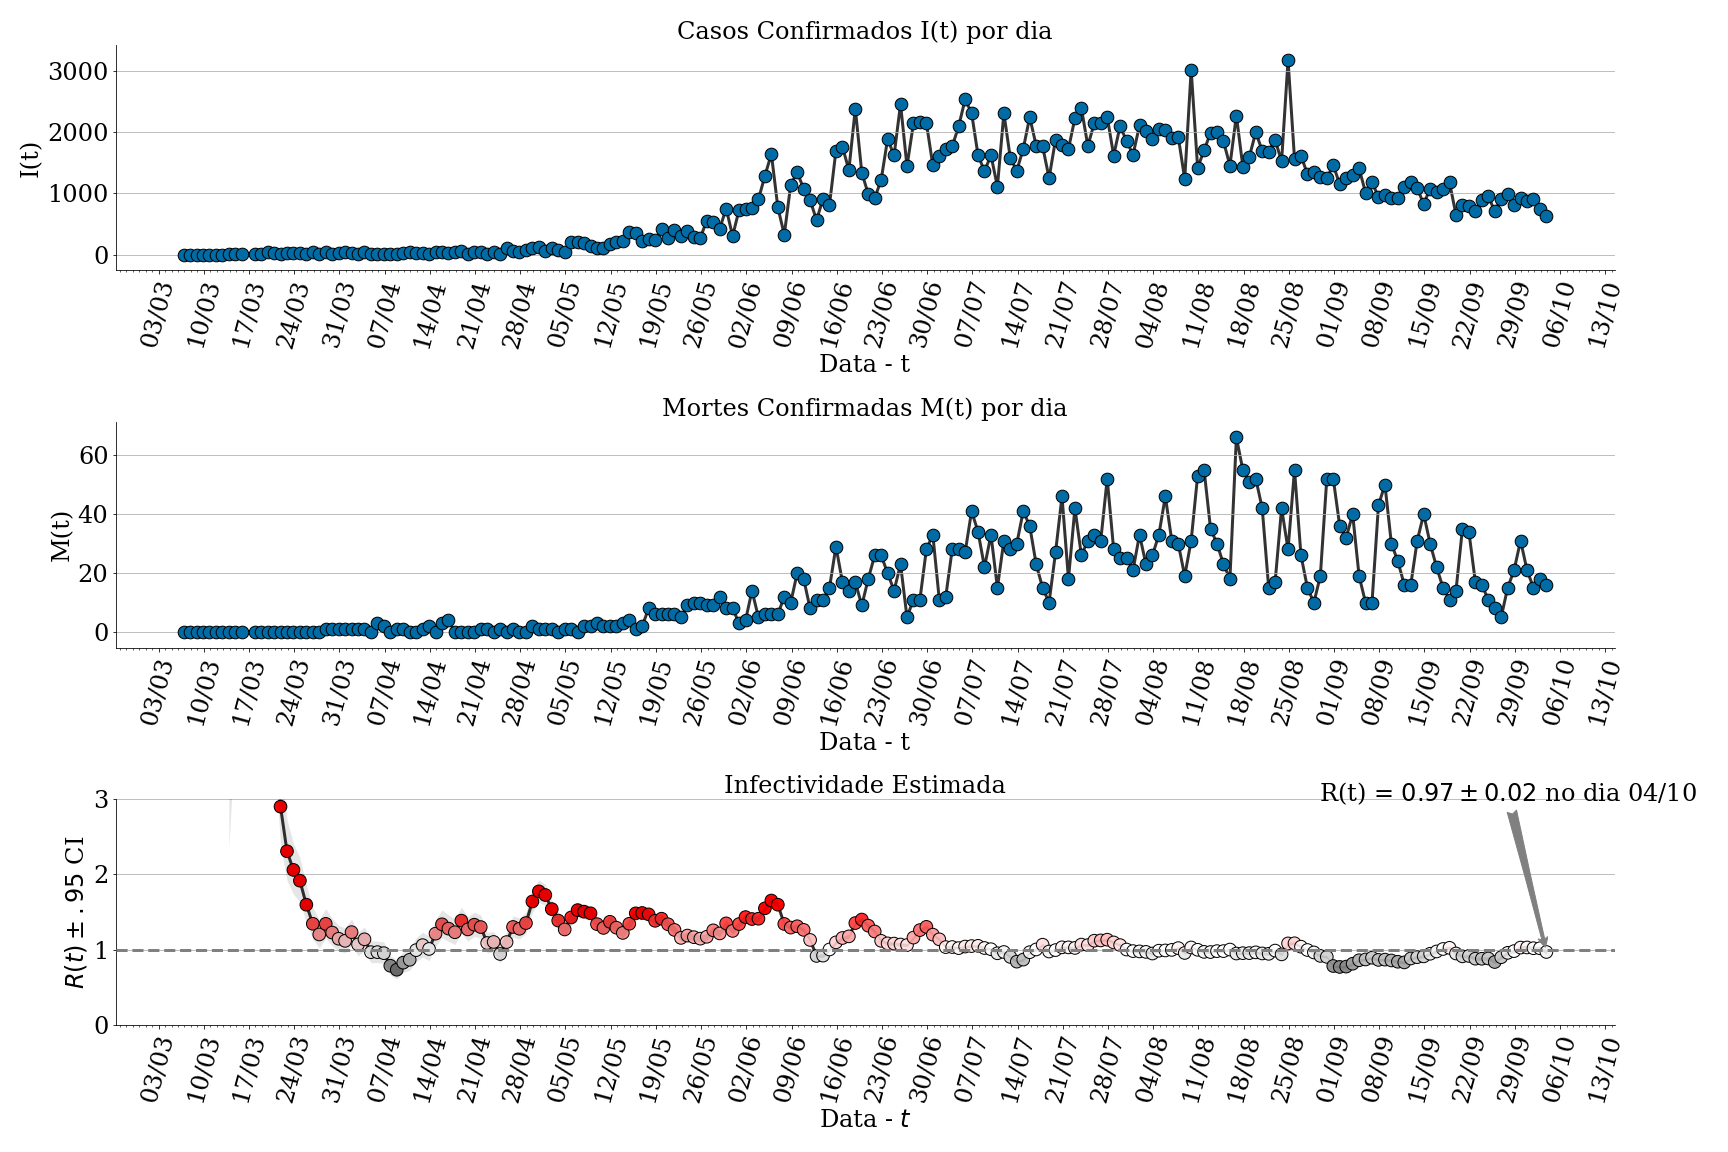 Casos Confirmados I(t) por dia
I(t)
3000
2000
1000
0
03/03 10/03 17/03 24/03 31/03 07/04 14/04 21/04 28/04 05/05 12/05 19/05 26/05 02/06 09/06 16/06 23/06 30/06 07/07 14/07 21/07 28/07 04/08 11/08 18/08 25/08 01/09 08/09 15/09 22/09 29/09 06/10 13/10
Data - t
Mortes Confirmadas M(t) por dia
M(t)
60
40
20
0
03/03 10/03 17/03 24/03 31/03 07/04 14/04 21/04 28/04 05/05 12/05 19/05 26/05 02/06 09/06 16/06 23/06 30/06 07/07 14/07 21/07 28/07 04/08 11/08 18/08 25/08 01/09 08/09 15/09 22/09 29/09 06/10 13/10
Data - t
Infectividade Estimada
R(t) = 0.97 ± 0.02 no dia 04/10
R(t) ± .95 CI
3
2
1
0
03/03 10/03 17/03 24/03 31/03 07/04 14/04 21/04 28/04 05/05 12/05 19/05 26/05 02/06 09/06 16/06 23/06 30/06 07/07 14/07 21/07 28/07 04/08 11/08 18/08 25/08 01/09 08/09 15/09 22/09 29/09 06/10 13/10
Data - t